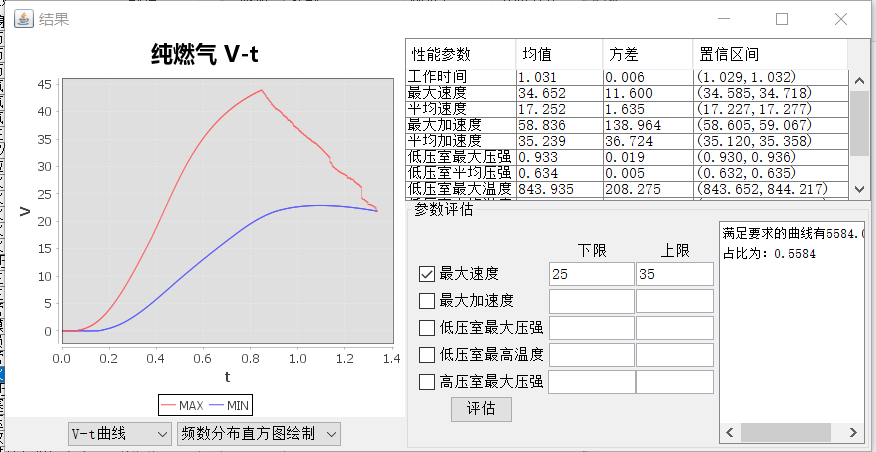 结果
纯燃气 V-t
45
40
35
30
25
20
15
10
5
0
V
0.0 0.2 0.4 0.6 0.8 1.0 1.2 1.4
t
MAX MIN
V-t曲线 频数分布直方图绘制
性能参数 均值 方差 置信区间
工作时间 1.031 0.006 (1.029,1.032)
最大速度 34.652 11.600 (34.585,34.718)
平均速度 17.252 1.635 (17.227,17.277)
最大加速度 58.836 138.964 (58.605,59.067)
平均加速度 35.239 36.724 (35.120,35.358)
低压室最大压强 0.933 0.019 (0.930,0.936)
低压室平均压强 0.634 0.005 (0.632,0.635)
低压室最大温度 843.935 208.275 (843.652,844.217)
参数评估
下限 上限
最大速度 25 35
最大加速度
低压室最大压强
低压室最高温度
高压室最大压强
评估
满足要求的曲线有5584.0
占比为：0.5584